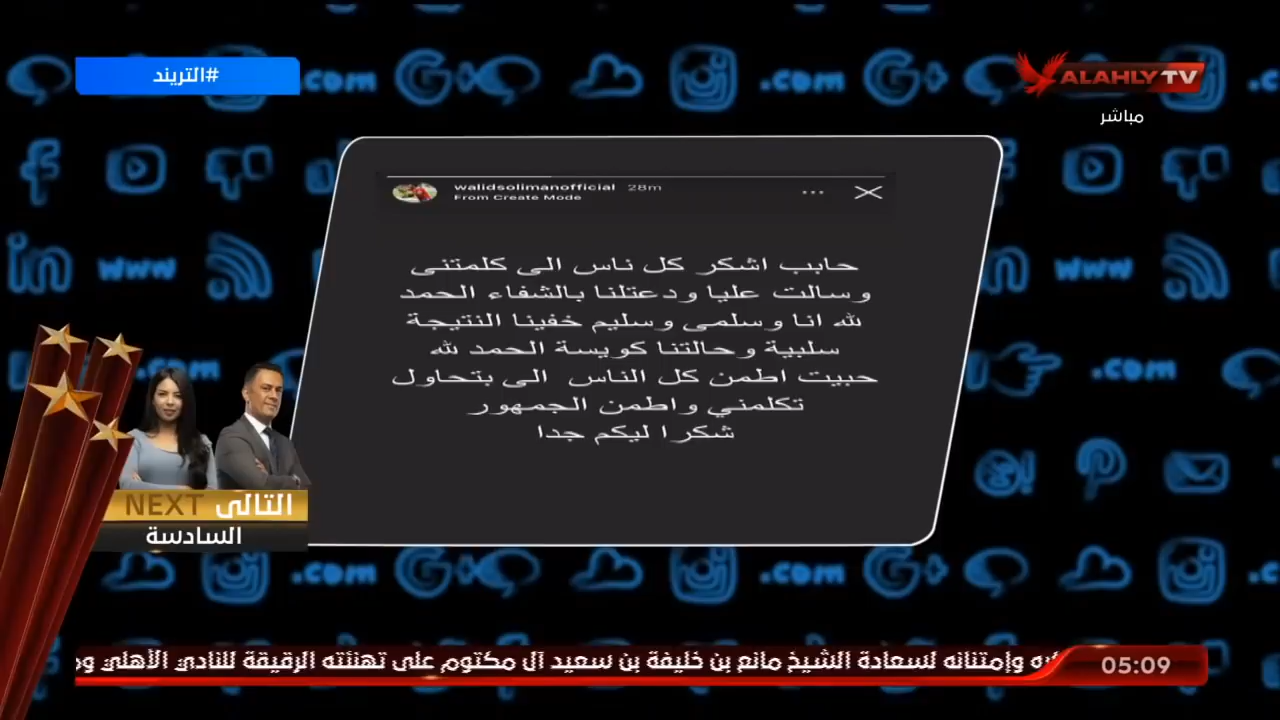 #التريند
ALAHLY TV
مباشر
walidsolimanofficial 28m
From Create Mode
حابب اشكر كل ناس الى كلمتنى
وسالت عليا ودعتلنا بالشفاء الحمد
لله انا وسلمى وسليم خفينا النتيجة
سلبية وحالتنا كويسة الحمد لله
حبيت اطمن كل الناس الى بتحاول
تكلمني واطمن الجمهور
شكرا ليكم جدا
التالى NEXT
السادسة
وإمتنانه لسعادة الشيخ مانع بن خليفة بن سعيد آل مكتوم على تهنئته الرقيقة للنادي الأهلي
05:09